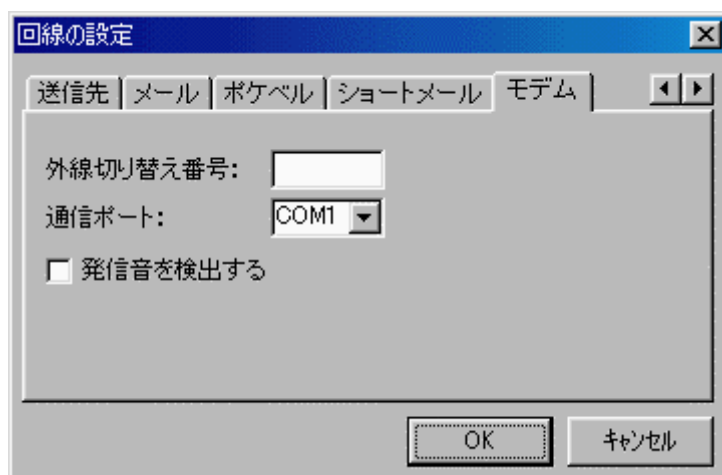 回線の設定
送信先 メール ポケベル ショートメール モデム
外線切り替え番号:
通信ポート: COM1
発信音を検出する
OK キャンセル